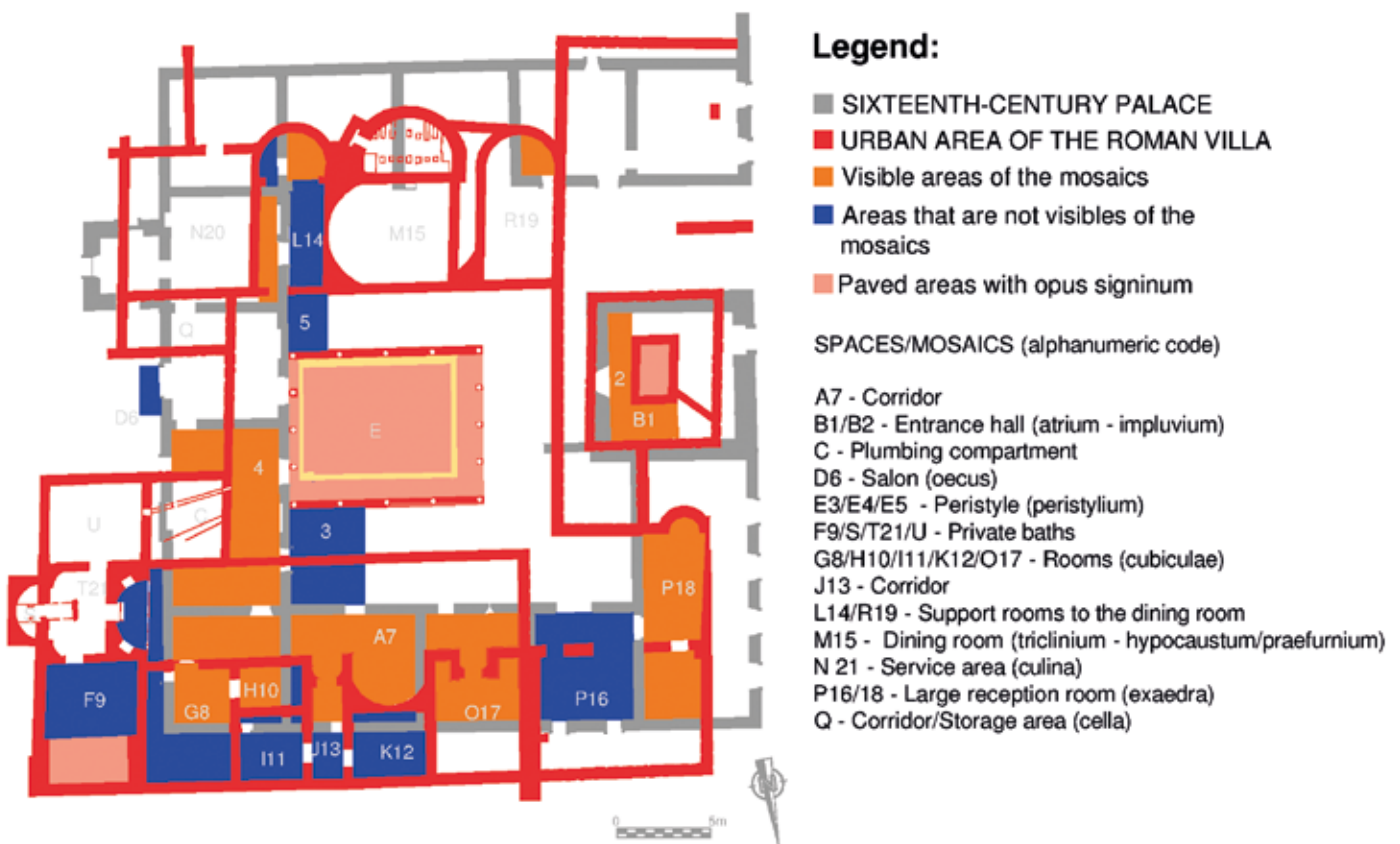 Legend:
SIXTEENTH-CENTURY PALACE
URBAN AREA OF THE ROMAN VILLA
Visible areas of the mosaics
Areas that are not visibles of the
mosaics
Paved areas with opus signinum
SPACES/MOSAICS (alphanumeric code)
A7 - Corridor
B1/B2 - Entrance hall (atrium - impluvium)
C - Plumbing compartment
D6 - Salon (oecus)
E3/E4/E5 - Peristyle (peristylium)
F9/S/T21/U - Private baths
G8/H10/I11/K12/O17 - Rooms (cubiculae)
J13 - Corridor
L14/R19 - Support rooms to the dining room
M15 - Dining room (triclinium - hypocaustum/praefurnium)
N 21 - Service area (culina)
P16/18 - Large reception room (exaedra)
Q - Corridor/Storage area (cella)
N20
L14
M15
R19
Q
5
D6
E
2
B1
4
U
C
3
T21
P18
A7
F9
G8
H10
O17
P16
I11
J13
K12
0 5m